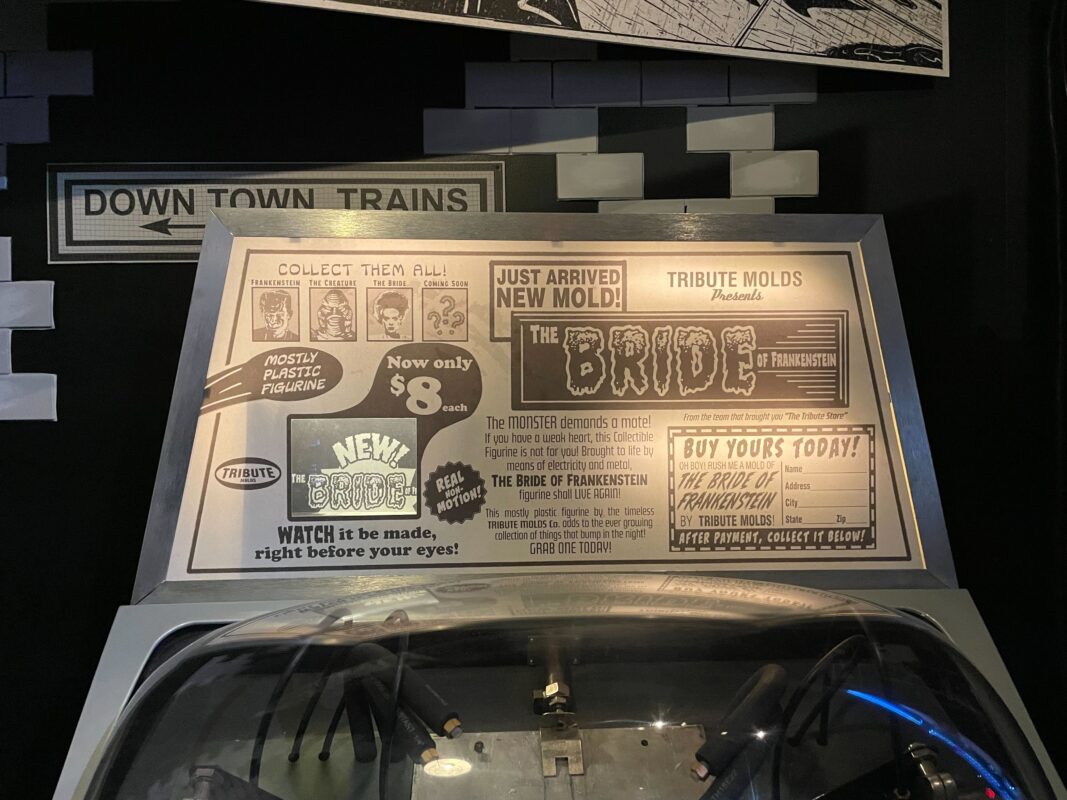 DOWN TOWN TRAINS
COLLECT THEM ALL!
FRANKENSTEIN
THE CREATURE
THE BRIDE
COMING SOON
???
MOSTLY
PLASTIC
FIGURINE
Now only
$8 each
NEW!
THE BRIDE OF
TRIBUTE
MOLDS
REAL
NON-
MOTION!
WATCH it be made,
right before your eyes!
JUST ARRIVED
NEW MOLD!
TRIBUTE MOLDS
Presents
THE BRIDE OF FRANKENSTEIN
From the team that brought you "The Tribute Store"
The MONSTER demands a mate!
If you have a weak heart, this Collectible
Figurine is not for you! Brought to life by
means of electricity and metal,
THE BRIDE OF FRANKENSTEIN
figurine shall LIVE AGAIN!
This mostly plastic figurine by the timeless
TRIBUTE MOLDS Co. adds to the ever growing
collection of things that bump in the night!
GRAB ONE TODAY!
BUY YOURS TODAY!
OH BOY! RUSH ME A MOLD OF
THE BRIDE OF
FRANKENSTEIN
BY TRIBUTE MOLDS!
Name
Address
City
State Zip
AFTER PAYMENT, COLLECT IT BELOW!